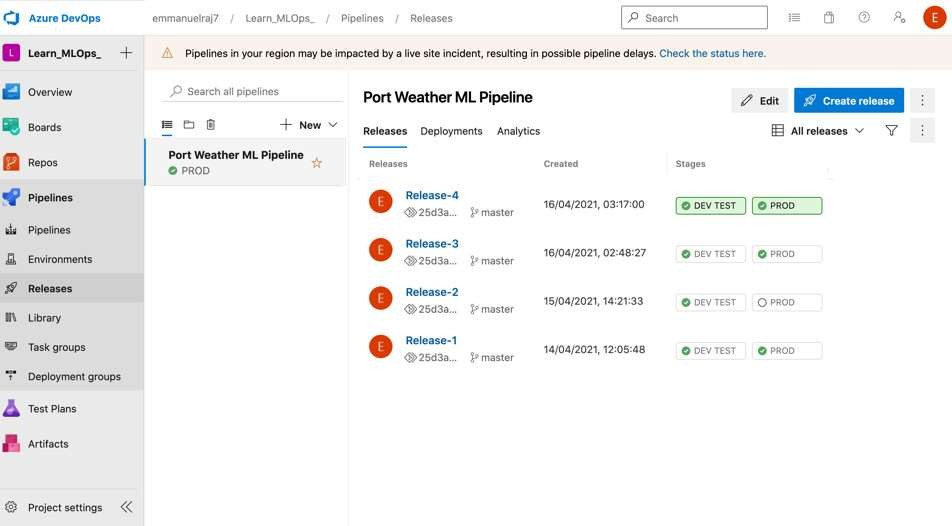 Azure DevOps
emmanuelraj7 / Learn_MLOps_ / Pipelines / Releases
Search
E
L Learn_MLOps_
Overview
Boards
Repos
Pipelines
Pipelines
Environments
Releases
Library
Task groups
Deployment groups
Test Plans
Artifacts
Project settings
Pipelines in your region may be impacted by a live site incident, resulting in possible pipeline delays. Check the status here.
Search all pipelines
New
Port Weather ML Pipeline
PROD
Port Weather ML Pipeline
Edit
Create release
Releases Deployments Analytics
All releases
Releases Created Stages
E Release-4 16/04/2021, 03:17:00 DEV TEST PROD
25d3a... master
E Release-3 16/04/2021, 02:48:27 DEV TEST PROD
25d3a... master
E Release-2 15/04/2021, 14:21:33 DEV TEST PROD
25d3a... master
E Release-1 14/04/2021, 12:05:48 DEV TEST PROD
25d3a... master